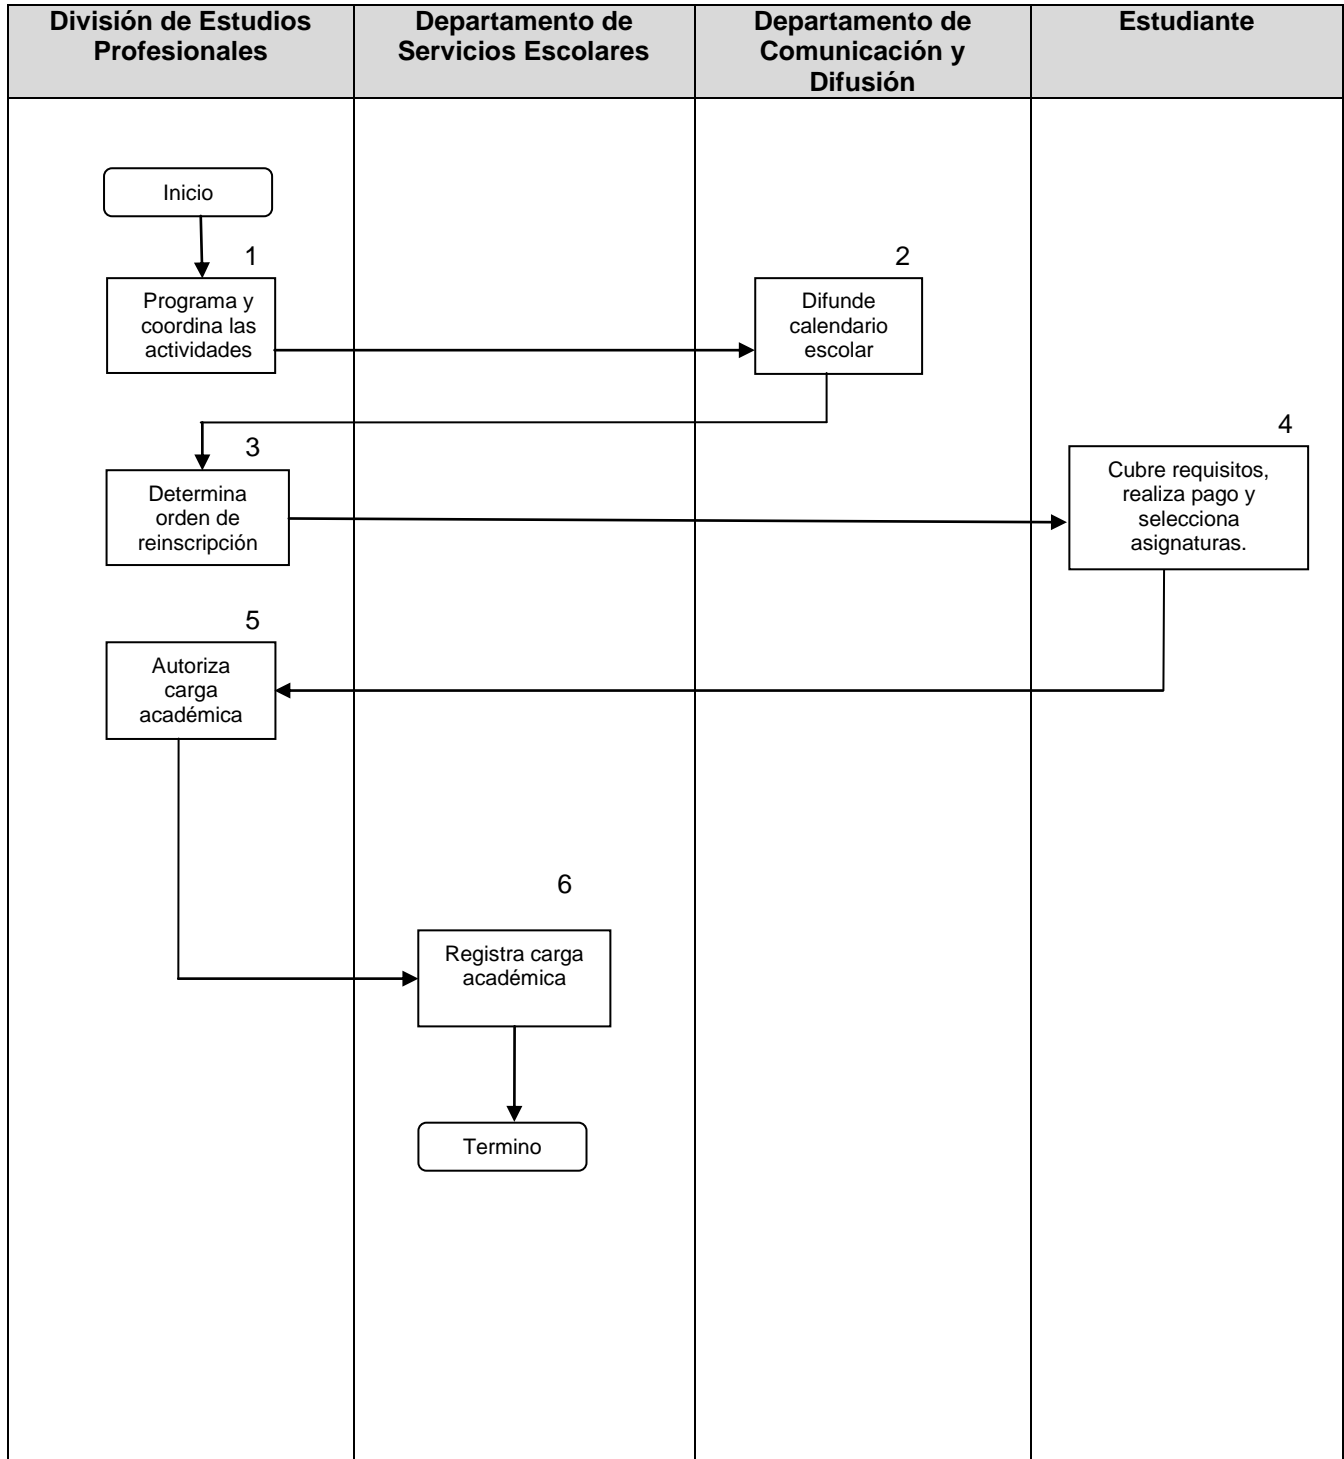 División de Estudios
Profesionales
Departamento de
Servicios Escolares
Departamento de
Comunicación y
Difusión
Estudiante
Inicio
1
Programa y
coordina las
actividades
2
Difunde
calendario
escolar
3
Determina
orden de
reinscripción
4
Cubre requisitos,
realiza pago y
selecciona
asignaturas.
5
Autoriza
carga
académica
6
Registra carga
académica
Termino